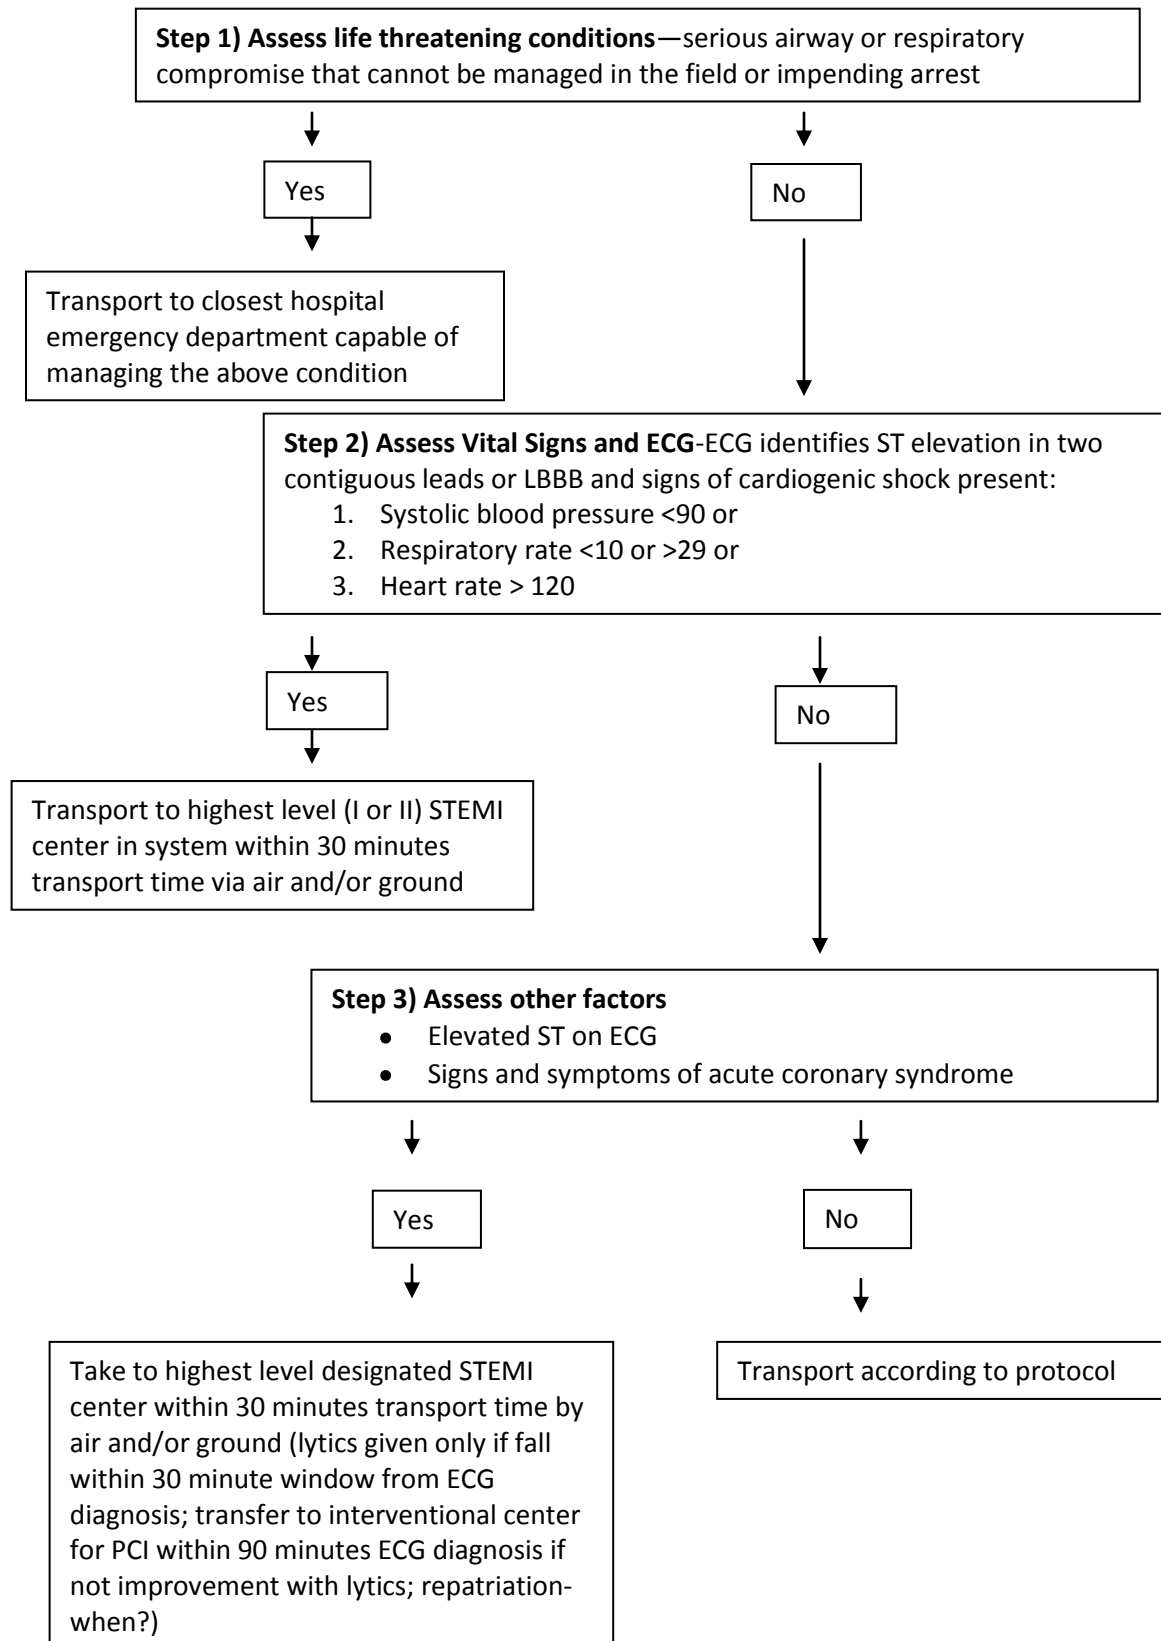 Step 1) Assess life threatening conditions—serious airway or respiratory
compromise that cannot be managed in the field or impending arrest
Yes
No
Transport to closest hospital
emergency department capable of
managing the above condition
Step 2) Assess Vital Signs and ECG-ECG identifies ST elevation in two
contiguous leads or LBBB and signs of cardiogenic shock present:
1. Systolic blood pressure <90 or
2. Respiratory rate <10 or >29 or
3. Heart rate > 120
Yes
No
Transport to highest level (I or II) STEMI
center in system within 30 minutes
transport time via air and/or ground
Step 3) Assess other factors
● Elevated ST on ECG
● Signs and symptoms of acute coronary syndrome
Yes
No
Take to highest level designated STEMI
center within 30 minutes transport time by
air and/or ground (lytics given only if fall
within 30 minute window from ECG
diagnosis; transfer to interventional center
for PCI within 90 minutes ECG diagnosis if
not improvement with lytics; repatriation-
when?)
Transport according to protocol